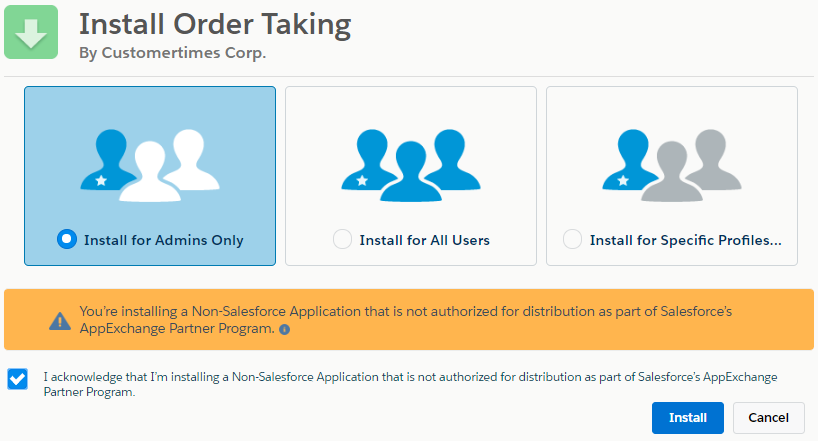 Install Order Taking
By Customertimes Corp.
Install for Admins Only
Install for All Users
Install for Specific Profiles...
You're installing a Non-Salesforce Application that is not authorized for distribution as part of Salesforce's
AppExchange Partner Program.
I acknowledge that I'm installing a Non-Salesforce Application that is not authorized for distribution as part of Salesforce's AppExchange
Partner Program.
Install
Cancel